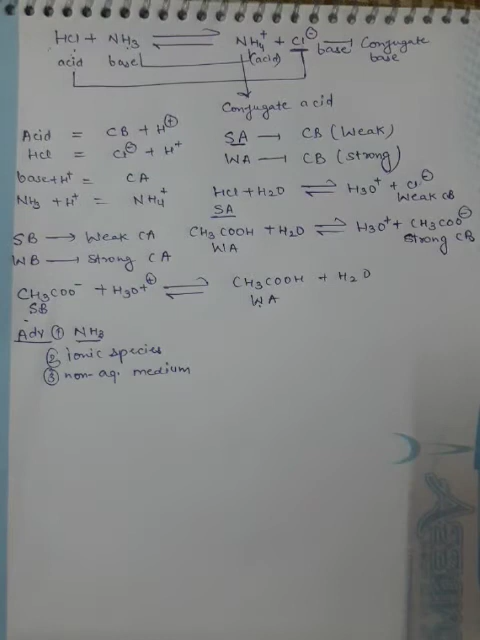 HCl + NH3 ⇌ NH4+ + Cl⊖ base → Conjugate base
acid base (acid)
Conjugate acid
Acid = CB + H⊕
HCl = Cl⊖ + H+
base + H+ = CA
NH3 + H+ = NH4+
SA → CB (Weak)
WA → CB (strong)
HCl + H2O ⇌ H3O+ + Cl⊖
SA Weak CB
CH3COOH + H2O ⇌ H3O+ + CH3COO⊖
WA Strong CB
SB → Weak CA
WB → strong CA
CH3COO- + H3O+ ⇌ CH3COOH + H2O
SB WA
Adv ① NH3
② ionic species
③ non-aq. medium